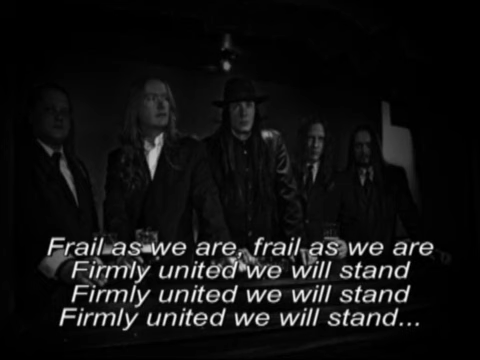 Frail as we are, frail as we are
Firmly united we will stand
Firmly united we will stand
Firmly united we will stand...